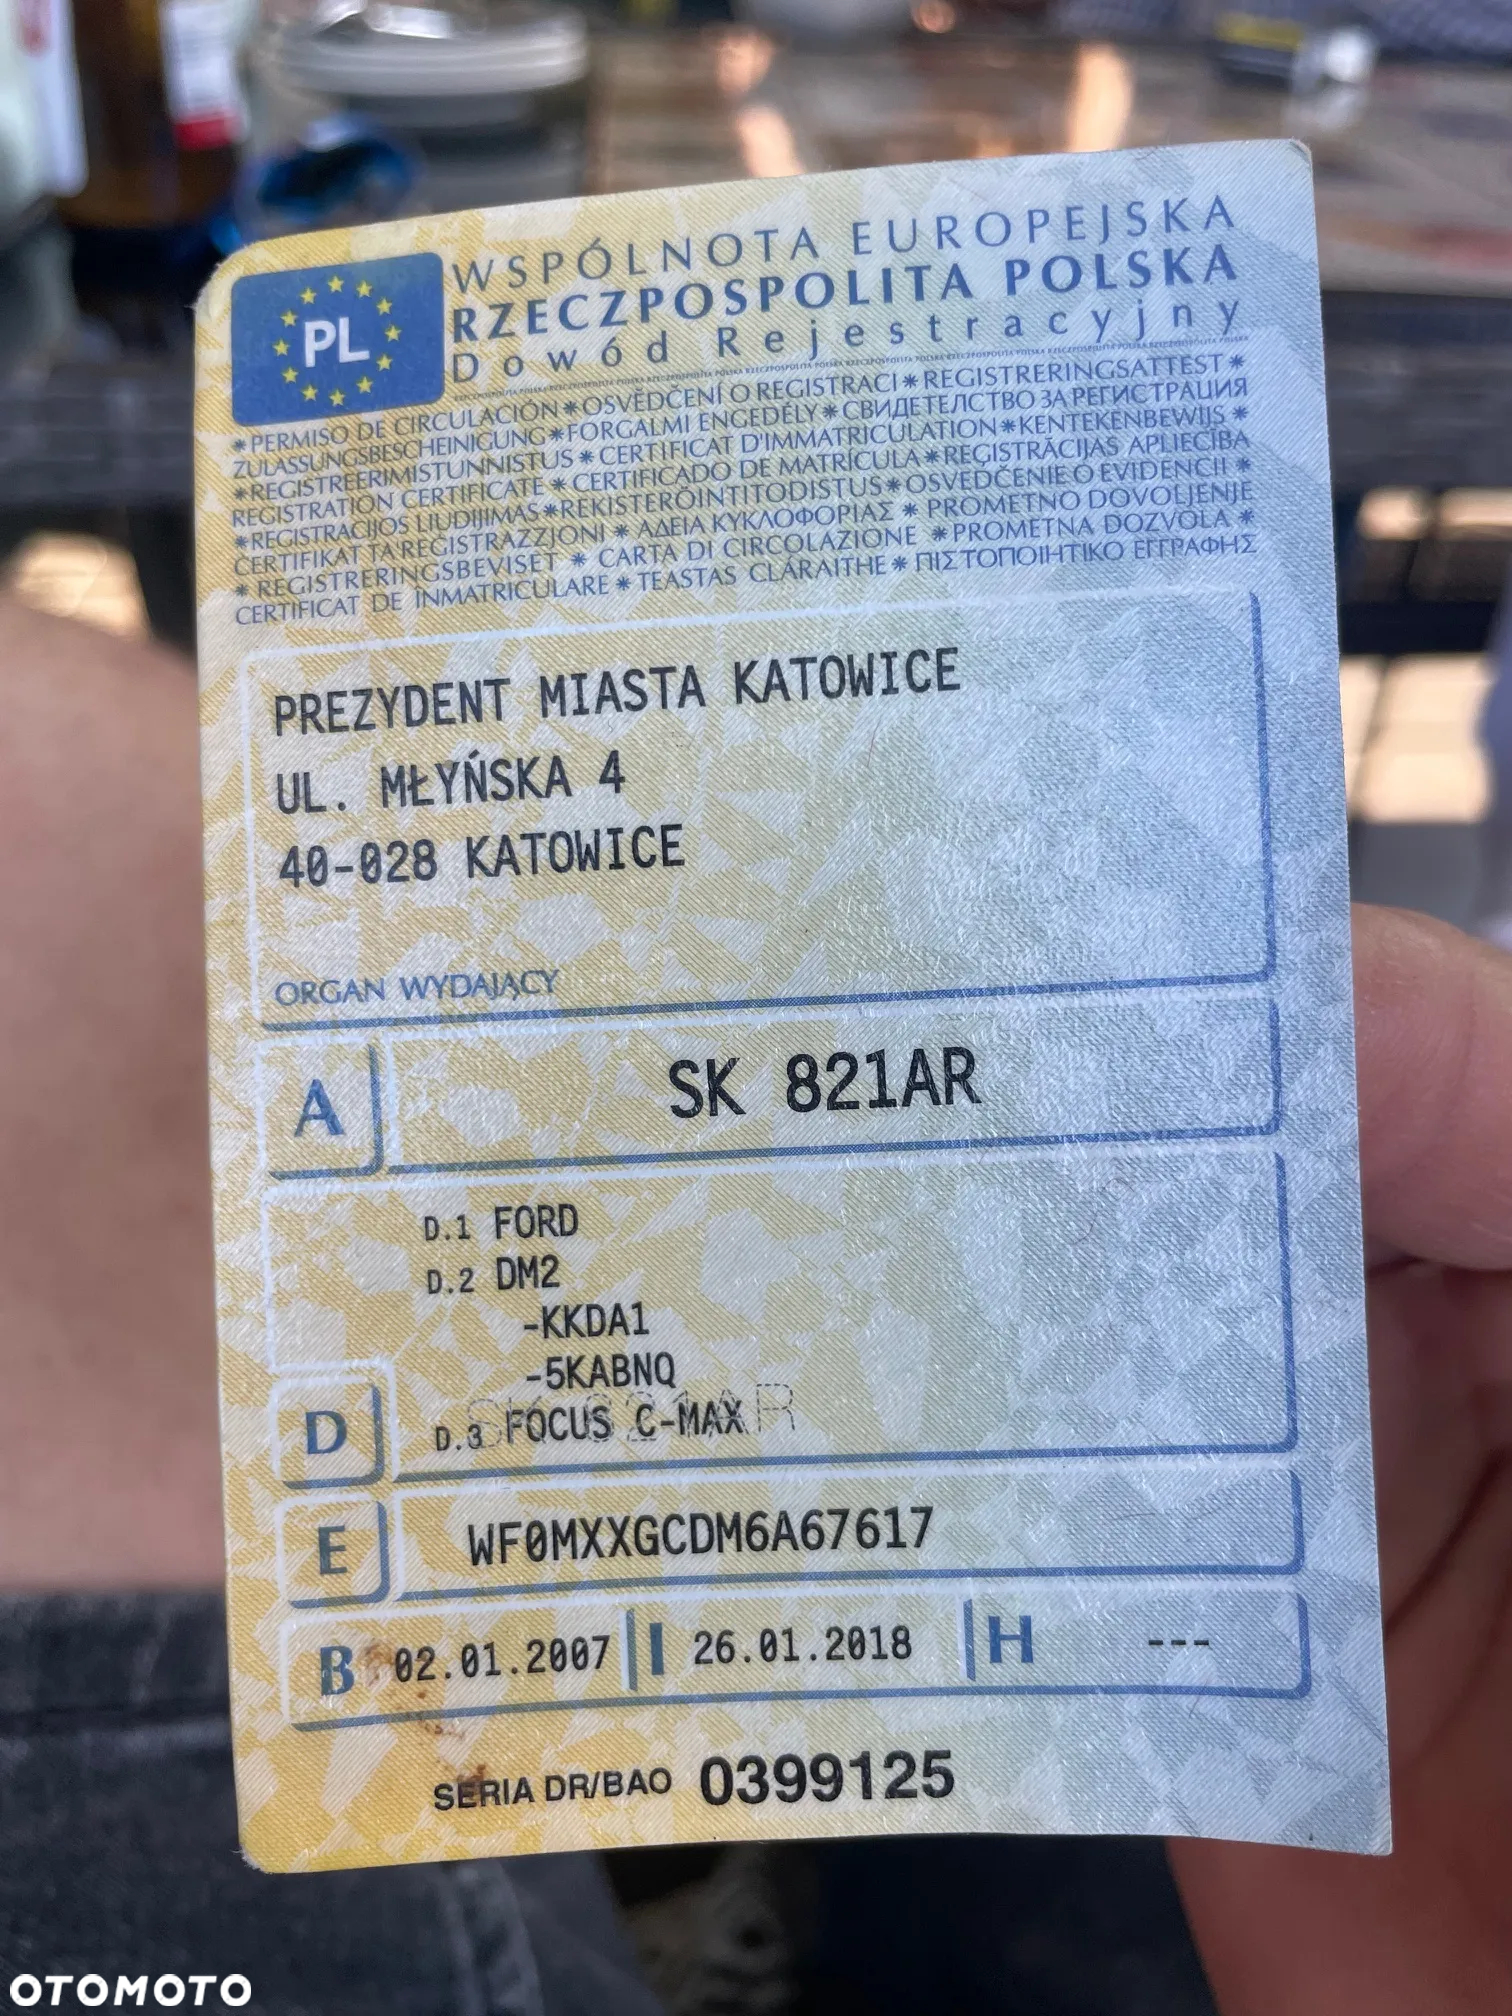 PL
WSPÓLNOTA EUROPEJSKA
RZECZPOSPOLITA POLSKA
Dowód Rejestracyjny
*PERMISO DE CIRCULACIÓN*OSVĚDČENÍ O REGISTRACI*REGISTRERINGSATTEST*
ZULASSUNGSBESCHEINIGUNG*FORGALMI ENGEDÉLY*СВИДЕТЕЛСТВО ЗА РЕГИСТРАЦИЯ
*REGISTREERIMISTUNNISTUS*CERTIFICAT D'IMMATRICULATION*KENTEKENBEWIJS*
REGISTRATION CERTIFICATE*CERTIFICADO DE MATRÍCULA*REĢISTRĀCIJAS APLIECĪBA
*REGISTRACIJOS LIUDIJIMAS*REKISTERÖINTITODISTUS*OSVEDČENIE O EVIDENCII*
ĊERTIFIKAT TA'REĠISTRAZZJONI*ΑΔΕΙΑ ΚΥΚΛΟΦΟΡΙΑΣ*PROMETNO DOVOLJENJE
*REGISTRERINGSBEVISET*CARTA DI CIRCOLAZIONE*PROMETNA DOZVOLA*
CERTIFICAT DE INMATRICULARE*TEASTAS CLÁRAITHE*ΠΙΣΤΟΠΟΙΗΤΙΚΟ ΕΓΓΡΑΦΗΣ
PREZYDENT MIASTA KATOWICE
UL. MŁYŃSKA 4
40-028 KATOWICE
ORGAN WYDAJĄCY
A SK 821AR
D.1 FORD
D.2 DM2
-KKDA1
-5KABNQ
D D.3 FOCUS C-MAX
E WF0MXXGCDM6A67617
B 02.01.2007 I 26.01.2018 H ---
SERIA DR/BAO 0399125
OTOMOTO